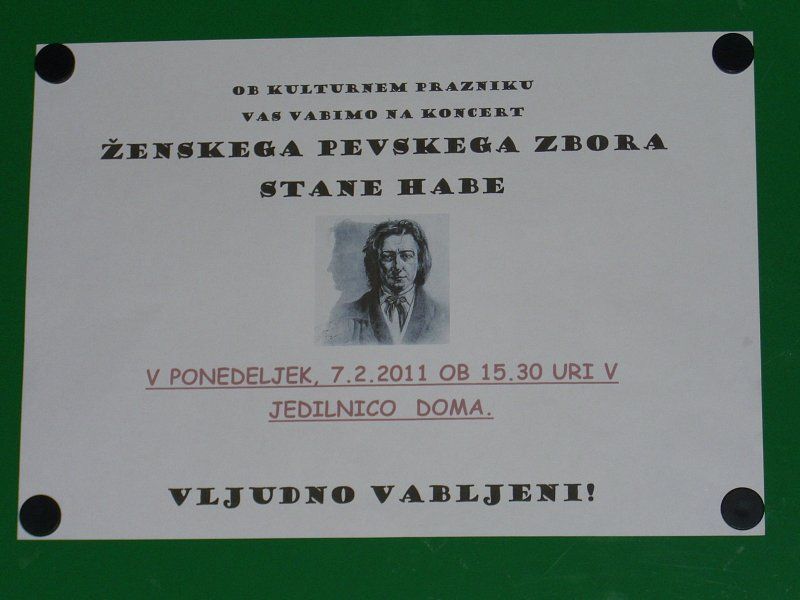 OB KULTURNEM PRAZNIKU
VAS VABIMO NA KONCERT
ŽENSKEGA PEVSKEGA ZBORA
STANE HABE
V PONEDELJEK, 7.2.2011 OB 15.30 URI V
JEDILNICO DOMA.
VLJUDNO VABLJENI!